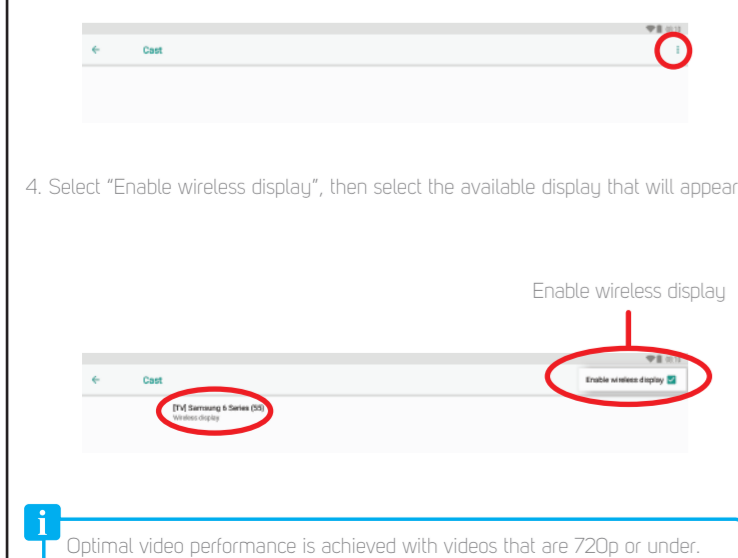 Cast
4. Select “Enable wireless display”, then select the available display that will appear
Enable wireless display
Cast
Enable wireless display
[TV] Samsung 6 Series (55)
Wireless display
i
Optimal video performance is achieved with videos that are 720p or under.